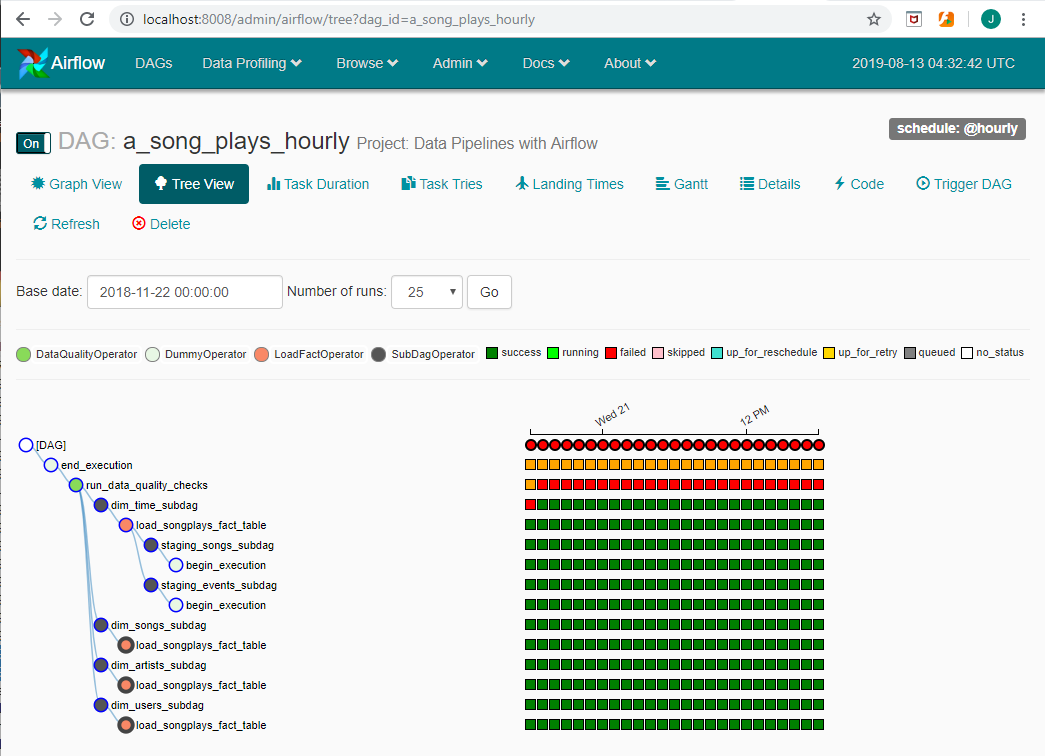 localhost:8008/admin/airflow/tree?dag_id=a_song_plays_hourly
J
Airflow DAGs Data Profiling Browse Admin Docs About 2019-08-13 04:32:42 UTC
schedule: @hourly
On DAG: a_song_plays_hourly Project: Data Pipelines with Airflow
Graph View Tree View Task Duration Task Tries Landing Times Gantt Details Code Trigger DAG
Refresh Delete
Base date: 2018-11-22 00:00:00 Number of runs: 25 Go
DataQualityOperator DummyOperator LoadFactOperator SubDagOperator success running failed skipped up_for_reschedule up_for_retry queued no_status
Wed 21 12 PM
[DAG]
end_execution
run_data_quality_checks
dim_time_subdag
load_songplays_fact_table
staging_songs_subdag
begin_execution
staging_events_subdag
begin_execution
dim_songs_subdag
load_songplays_fact_table
dim_artists_subdag
load_songplays_fact_table
dim_users_subdag
load_songplays_fact_table